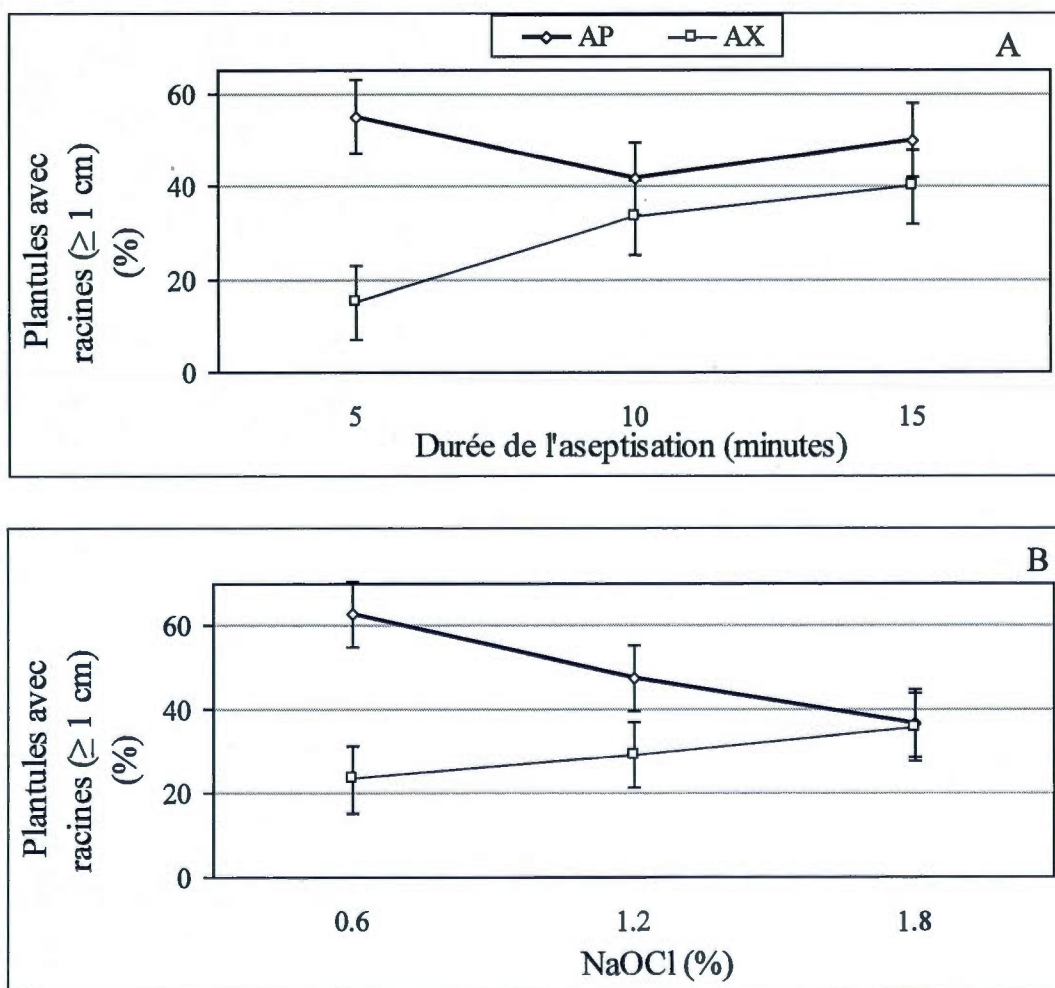 AP AX
A
Plantules avec
racines (≥ 1 cm)
(%)
60
40
20
0
5 10 15
Durée de l'aseptisation (minutes)
B
Plantules avec
racines (≥ 1 cm)
(%)
60
40
20
0
0.6 1.2 1.8
NaOCl (%)